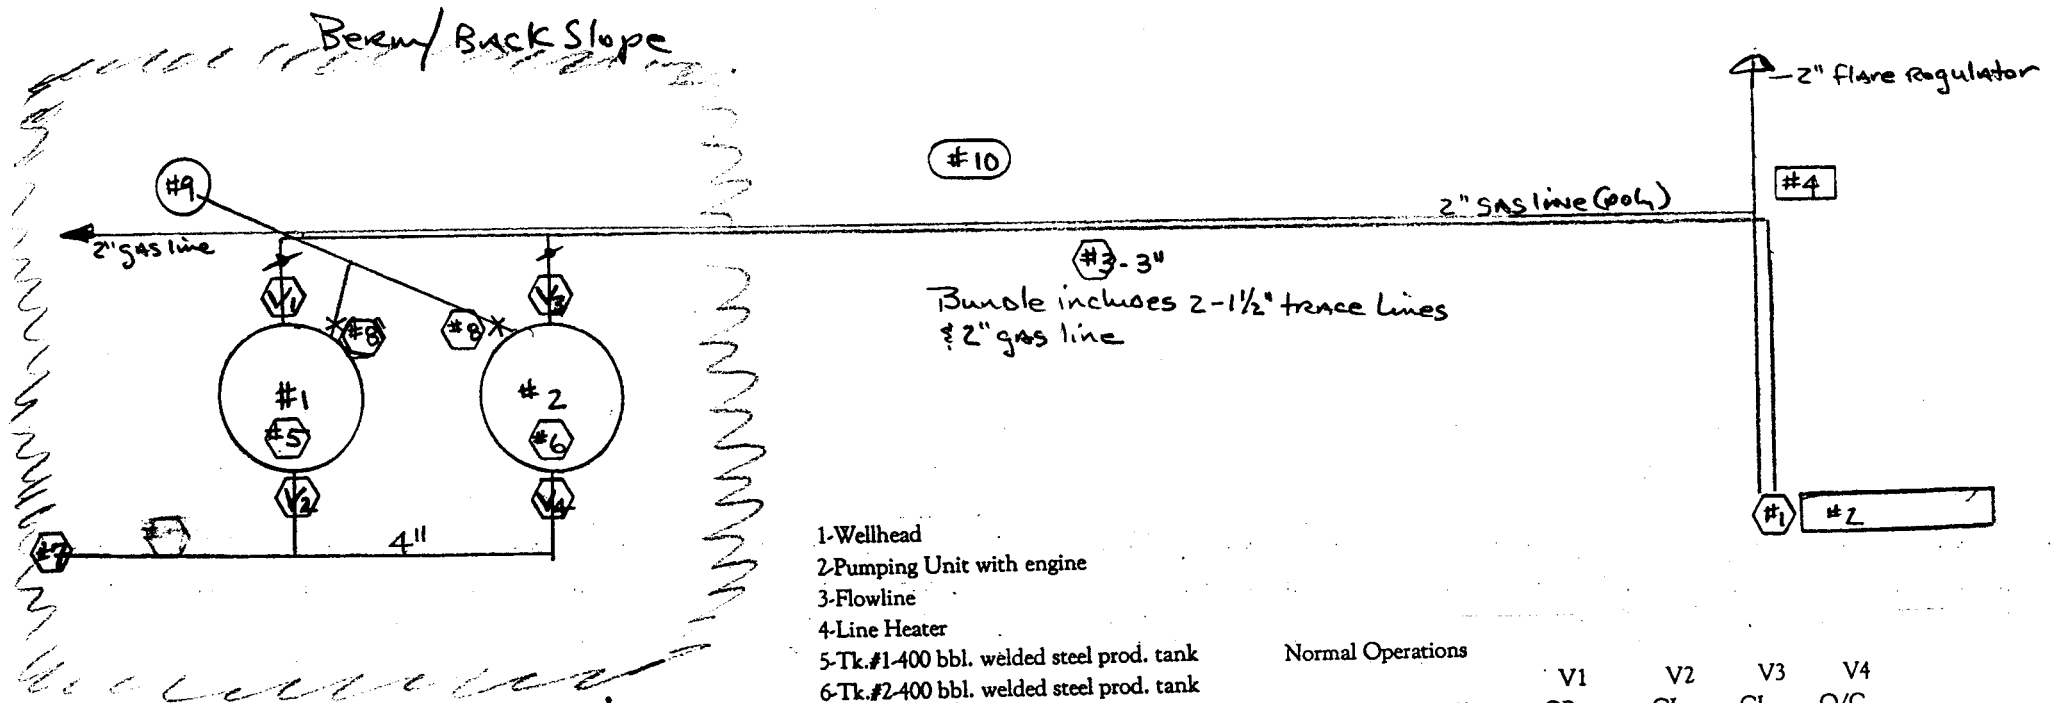 Berm/Back Slope
2" flare Rogulator
#10
#9
#4
2" gas line (poly)
2" gas line
#3 - 3"
V1
V3
Bundle includes 2-1½" trace lines
& 2" gas line
#8
#8
#1
#2
#5
#6
V2
V4
#1
#2
1-Wellhead
4"
#7
2-Pumping Unit with engine
3-Flowline
4-Line Heater
5-Tk.#1-400 bbl. welded steel prod. tank
Normal Operations
6-Tk.#2-400 bbl. welded steel prod. tank
V1 V2 V3 V4